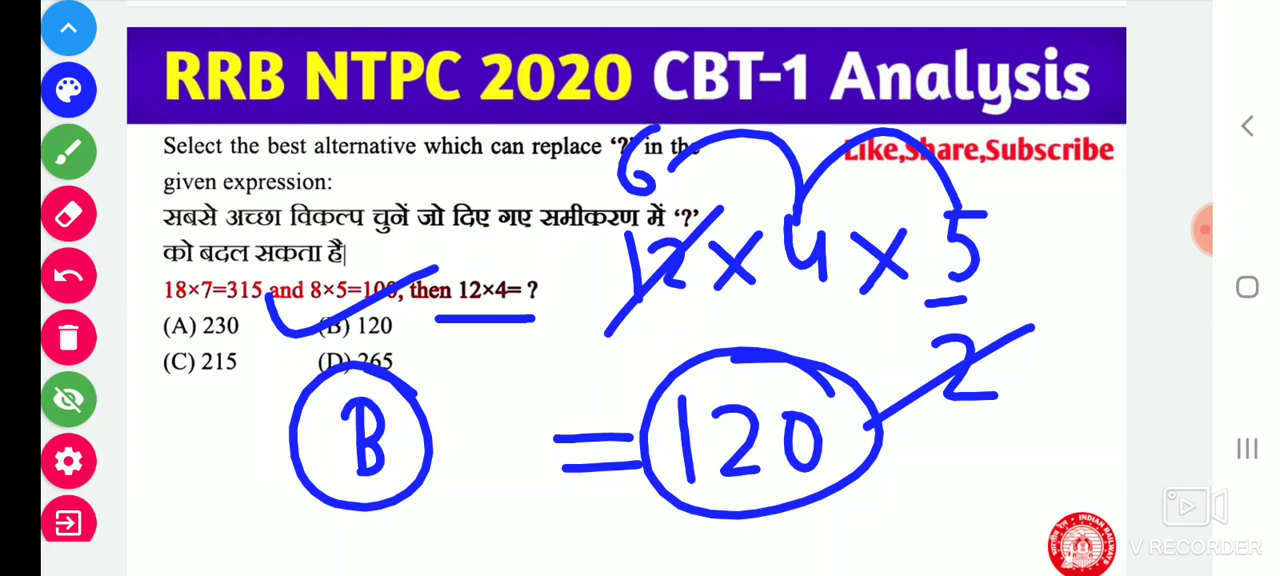 RRB NTPC 2020 CBT-1 Analysis
Select the best alternative which can replace ‘?’ in the
given expression:
Like,Share,Subscribe
सबसे अच्छा विकल्प चुनें जो दिए गए समीकरण में ‘?’
को बदल सकता है|
18×7=315 and 8×5=100, then 12×4= ?
(A) 230 (B) 120
(C) 215 (D) 265
6
12 × 4 × 5
2
B = 120
INDIAN RAILWAYS
V RECORDER